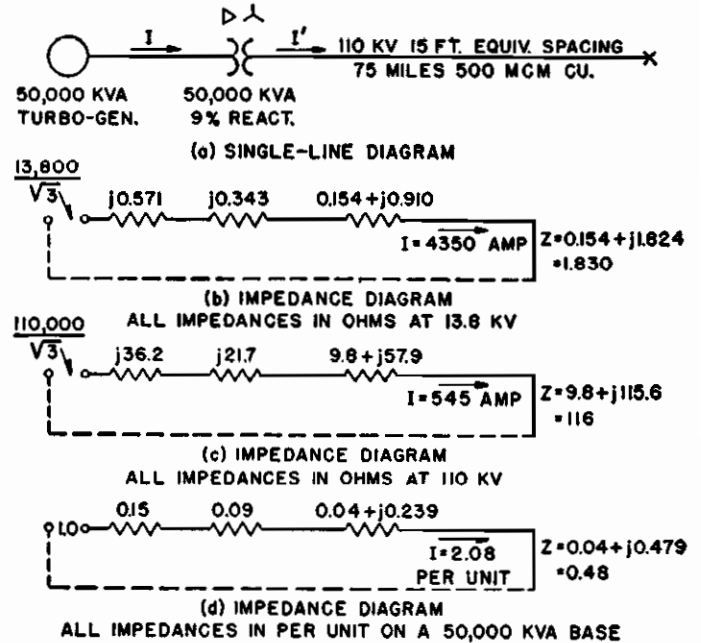 I
I'
110 KV 15 FT. EQUIV. SPACING
75 MILES 500 MCM CU.
50,000 KVA
TURBO-GEN.
50,000 KVA
9% REACT.
(a) SINGLE-LINE DIAGRAM
13,800
√3
j0.571
j0.343
0.154+j0.910
I=4350 AMP
Z=0.154+j1.824
=1.830
(b) IMPEDANCE DIAGRAM
ALL IMPEDANCES IN OHMS AT 13.8 KV
110,000
√3
j36.2
j21.7
9.8+j57.9
I=545 AMP
Z=9.8+j115.6
=116
(c) IMPEDANCE DIAGRAM
ALL IMPEDANCES IN OHMS AT 110 KV
1.0
0.15
0.09
0.04+j0.239
I=2.08
PER UNIT
Z=0.04+j0.479
=0.48
(d) IMPEDANCE DIAGRAM
ALL IMPEDANCES IN PER UNIT ON A 50,000 KVA BASE